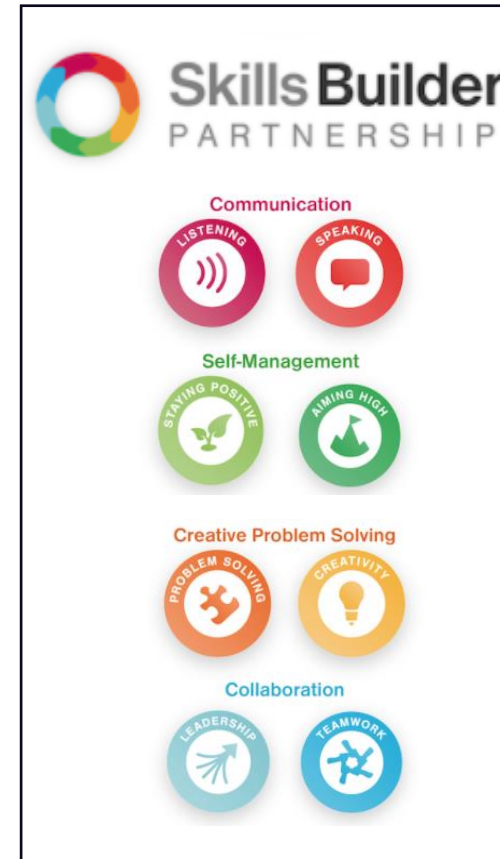 Skills Builder
PARTNERSHIP
Communication
LISTENING SPEAKING
Self-Management
STAYING POSITIVE AIMING HIGH
Creative Problem Solving
PROBLEM SOLVING CREATIVITY
Collaboration
LEADERSHIP TEAMWORK